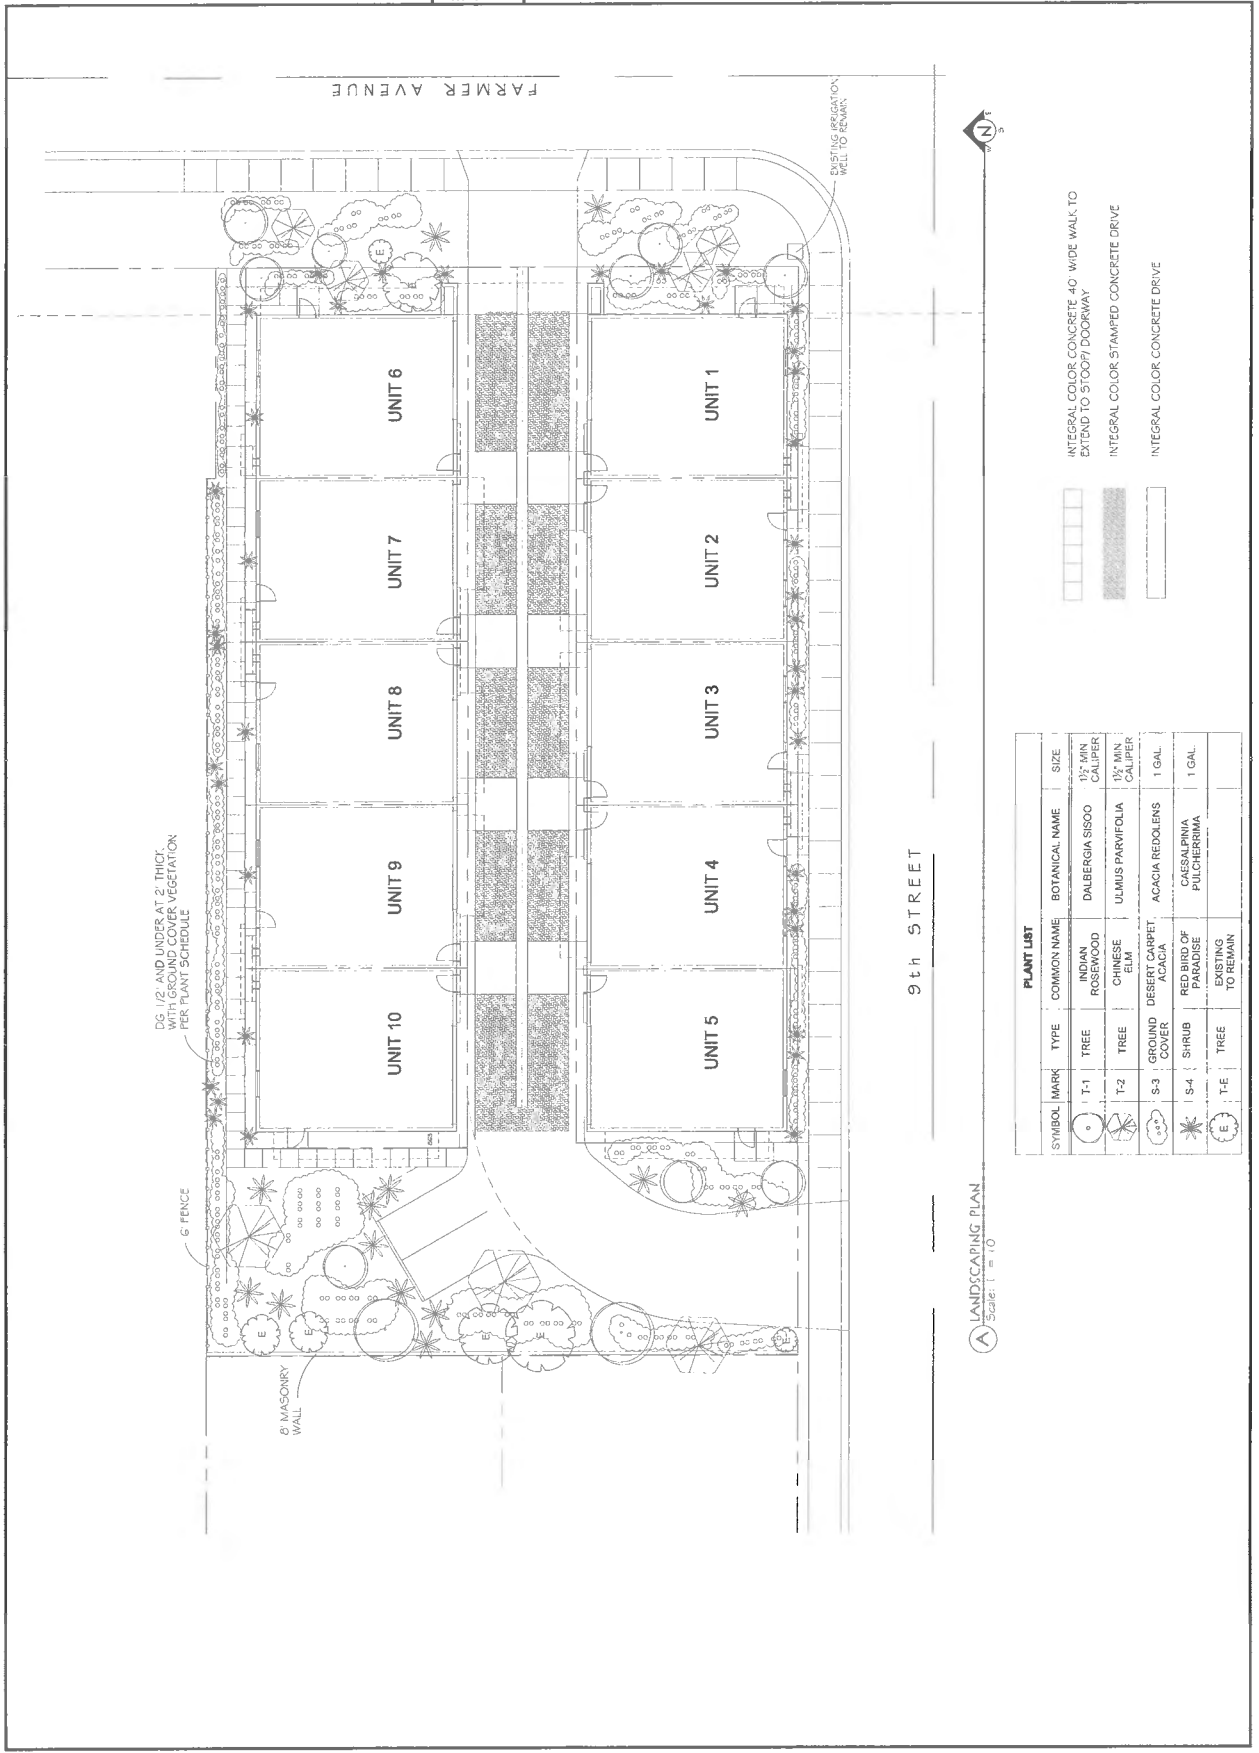 FARMER AVENUE
EXISTING IRRIGATION
WELL TO REMAIN
DG 1/2" AND UNDER AT 2" THICK.
WITH GROUND COVER VEGETATION
PER PLANT SCHEDULE
6' FENCE
8' MASONRY
WALL
UNIT 10
UNIT 9
UNIT 8
UNIT 7
UNIT 6
UNIT 5
UNIT 4
UNIT 3
UNIT 2
UNIT 1
E
E
E
E
E
E
E
E
9th STREET
A
LANDSCAPING PLAN
Scale: 1 = 10
N
E
S
W
PLANT LIST
SYMBOL MARK TYPE COMMON NAME BOTANICAL NAME SIZE
T-1 TREE INDIAN ROSEWOOD DALBERGIA SISOO 1½" MIN CALIPER
T-2 TREE CHINESE ELM ULMUS PARVIFOLIA 1½" MIN CALIPER
S-3 GROUND COVER DESERT CARPET ACACIA ACACIA REDOLENS 1 GAL.
S-4 SHRUB RED BIRD OF PARADISE CAESALPINIA PULCHERRIMA 1 GAL.
E T-E TREE EXISTING TO REMAIN
INTEGRAL COLOR CONCRETE 40" WIDE WALK TO
EXTEND TO STOOP/ DOORWAY
INTEGRAL COLOR STAMPED CONCRETE DRIVE
INTEGRAL COLOR CONCRETE DRIVE